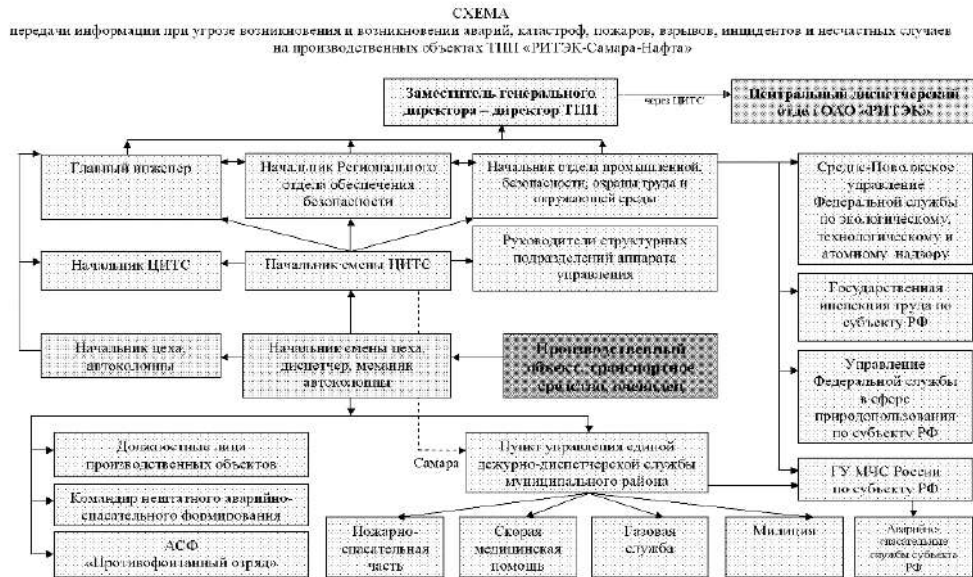 СХЕМА
передачи информации при угрозе возникновения и возникновении аварий, катастроф, пожаров, взрывов, инцидентов и несчастных случаев
на производственных объектах ТПП «РИТЭК-Самара-Нафта»
Заместитель генерального
директора – директор ТПП
через ЦИТС
Центральный диспетчерский
отдел ОАО «РИТЭК»
Главный инженер
Начальник Регионального
отдела обеспечения
безопасности
Начальник отдела промышленной
безопасности, охраны труда и
окружающей среды
Средне-Поволжское
управление
Федеральной службы
по экологическому,
технологическому и
атомному надзору
Начальник ЦИТС
Начальник смены ЦИТС
Руководители структурных
подразделений аппарата
управления
Государственная
инспекция труда по
субъекту РФ
Начальник цеха,
автоколонны
Начальник смены цеха,
диспетчер, механик
автоколонны
Производственный
объект, транспортное
средство, очевидец
Управление
Федеральной службы
в сфере
природопользования
по субъекту РФ
Должностные лица
производственных объектов
Самара
Пункт управления единой
дежурно-диспетчерской службы
муниципального района
ГУ МЧС России
по субъекту РФ
Командир нештатного аварийно-
спасательного формирования
АСФ
«Противофонтанный отряд»
Пожарно-
спасательная
часть
Скорая
медицинская
помощь
Газовая
служба
Милиция
Аварийно-
спасательные
службы субъекта
РФ